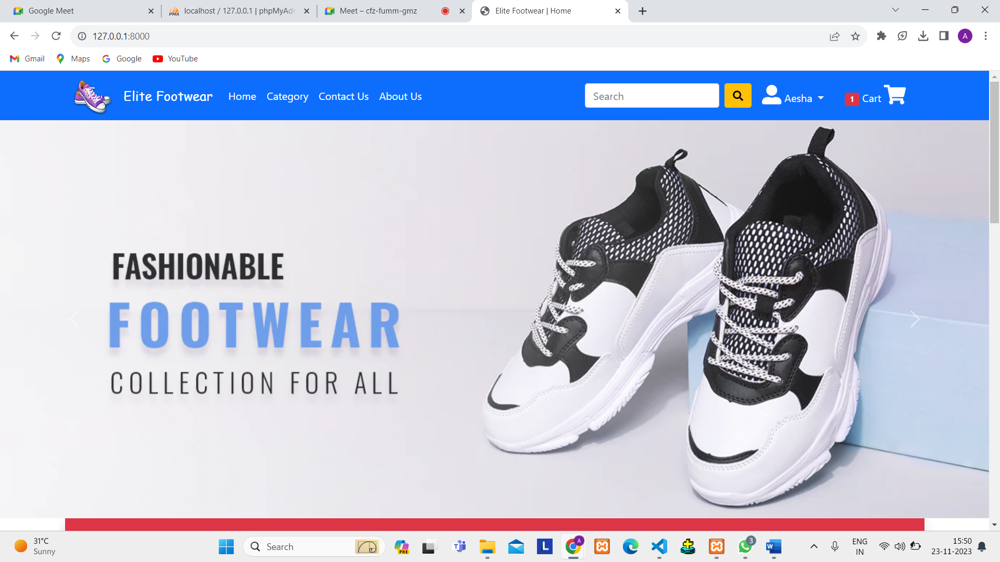 Google Meet
localhost / 127.0.0.1 | phpMyAdr
Meet – cfz-fumm-gmz
Elite Footwear | Home
127.0.0.1:8000
Gmail
Maps
Google
YouTube
A
Elite Footwear
Home
Category
Contact Us
About Us
Search
Aesha
1
Cart
FASHIONABLE
FOOTWEAR
COLLECTION FOR ALL
31°C
Sunny
Search
PRE
L
A
3
W
ENG
IN
15:50
23-11-2023